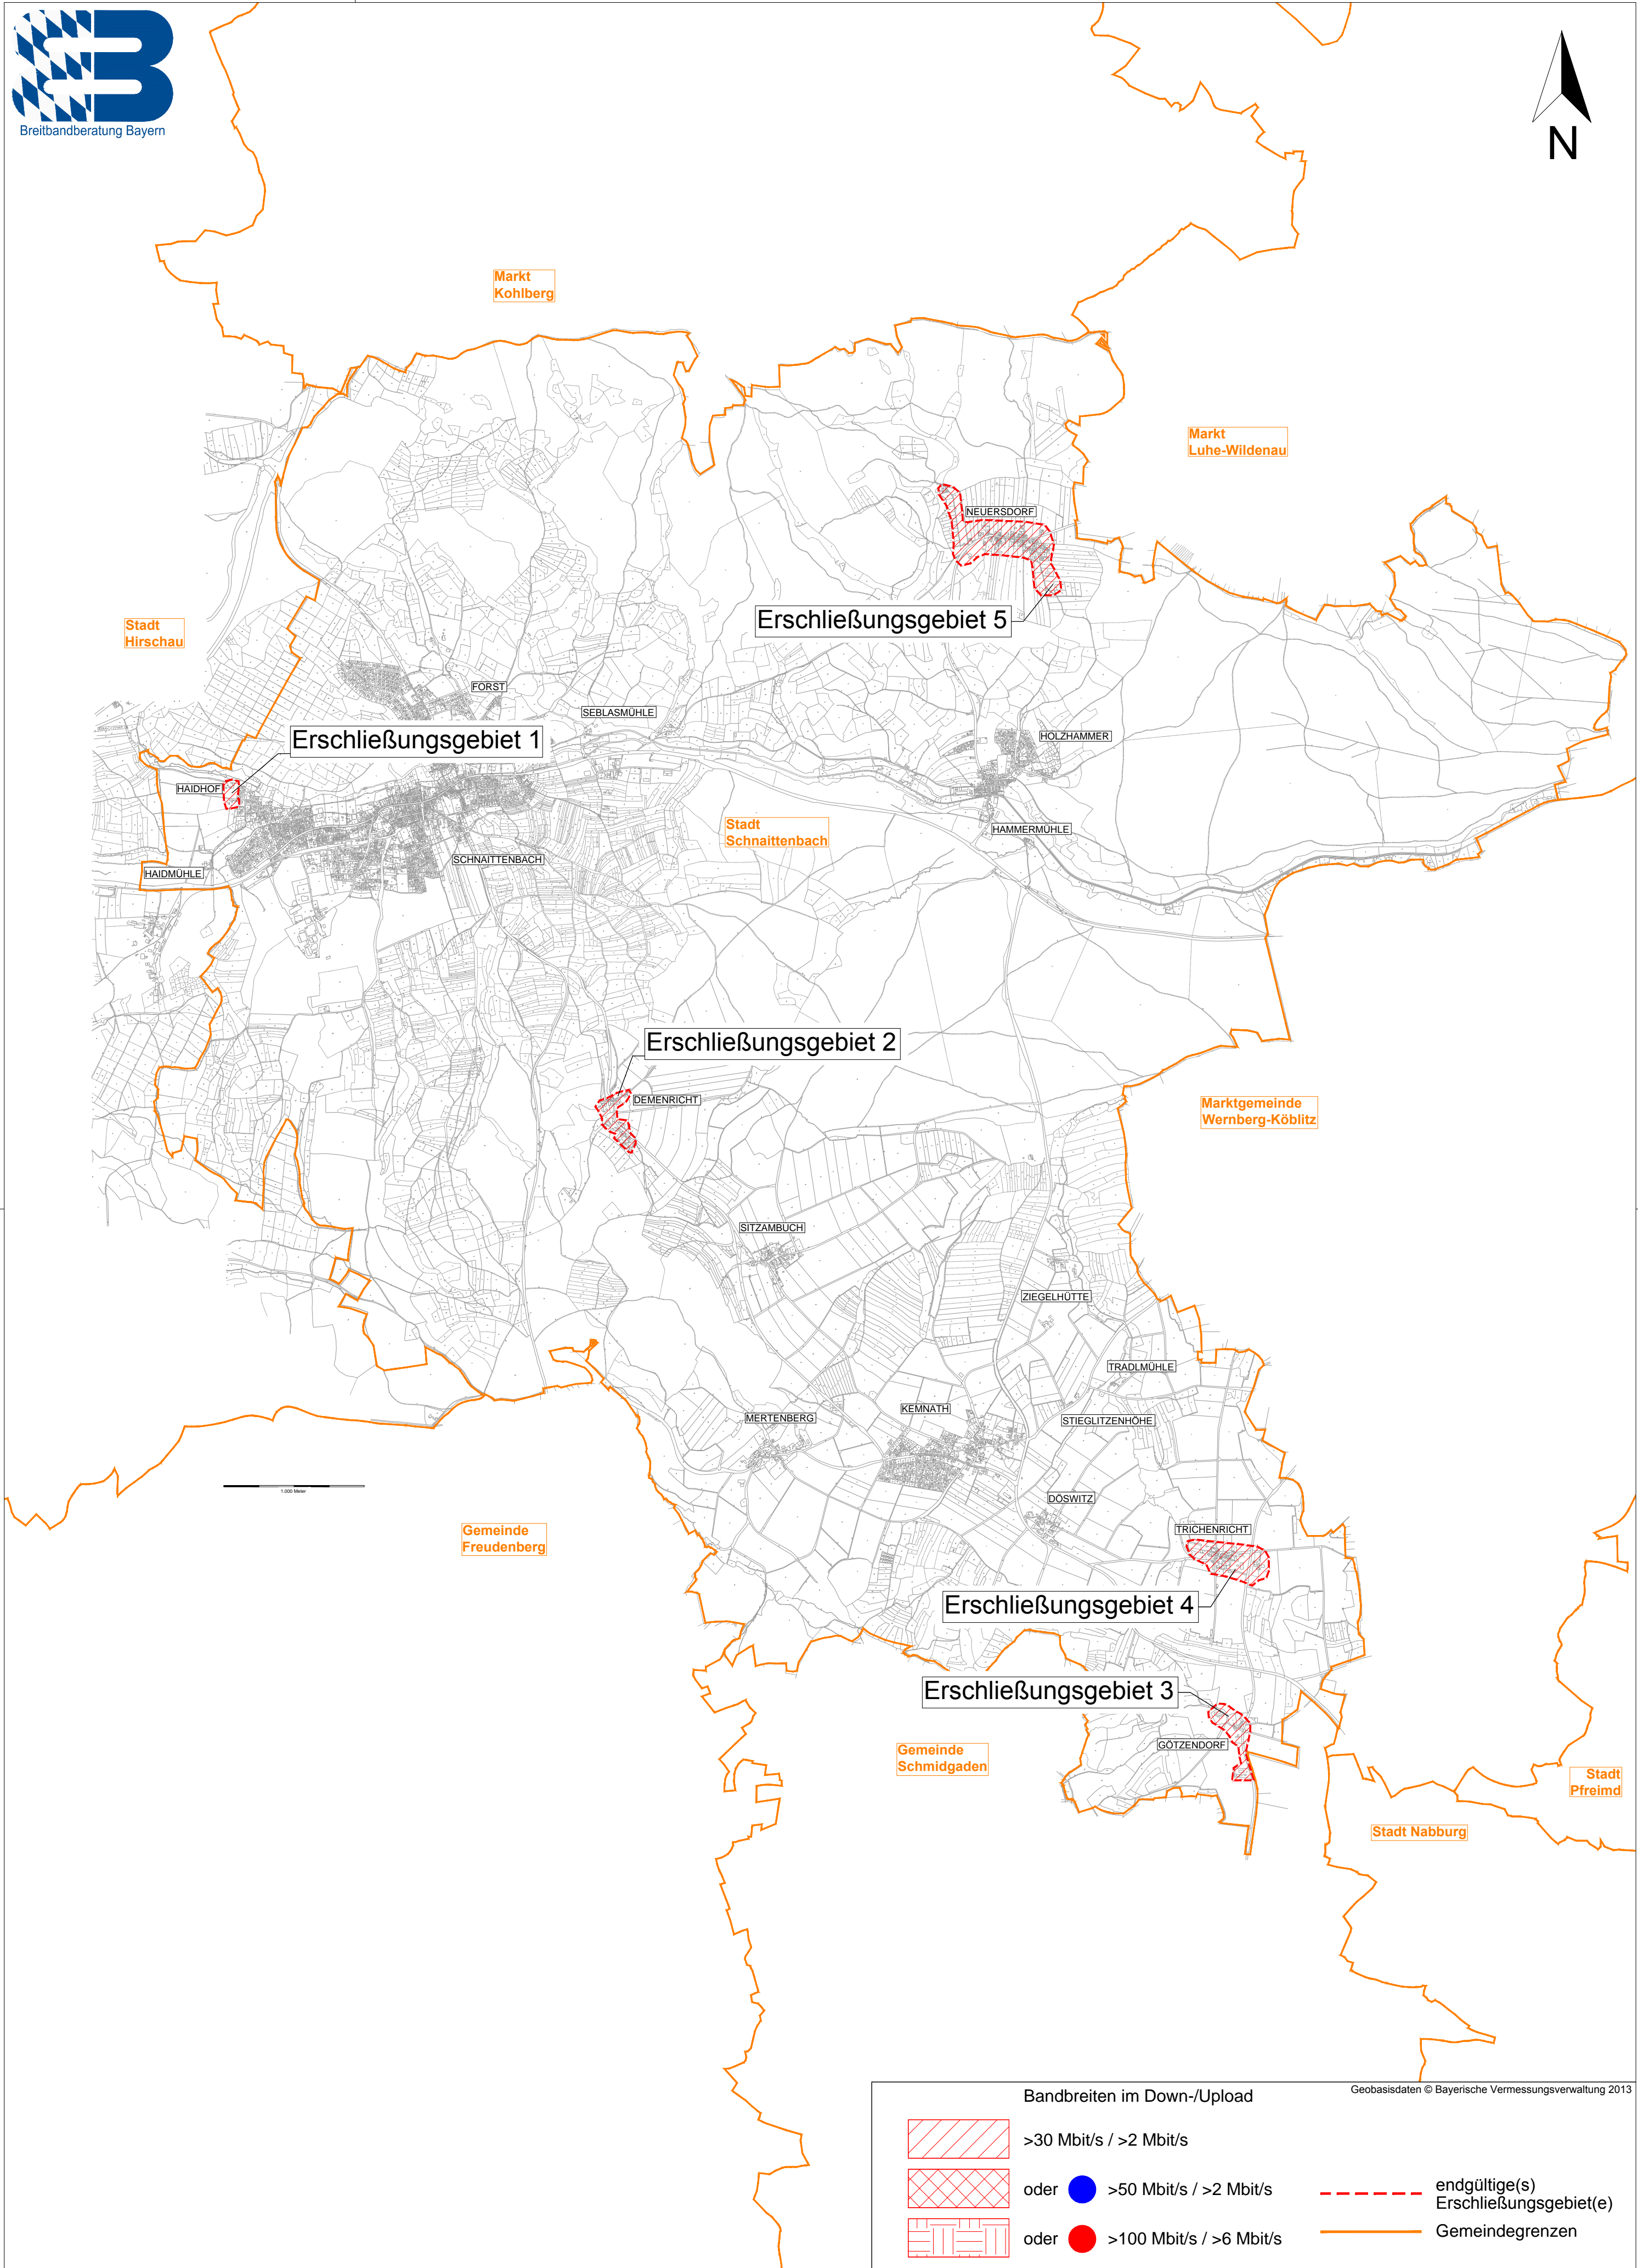 Breitbandberatung Bayern
N
Markt
Kohlberg
Markt
Luhe-Wildenau
NEUERSDORF
Erschließungsgebiet 5
Stadt
Hirschau
FORST
SEBLASMÜHLE
HOLZHAMMER
Erschließungsgebiet 1
HAIDHOF
Stadt
Schnaittenbach
HAMMERMÜHLE
SCHNAITTENBACH
HAIDMÜHLE
Erschließungsgebiet 2
DEMENRICHT
Marktgemeinde
Wernberg-Köblitz
SITZAMBUCH
ZIEGELHÜTTE
TRADLMÜHLE
MERTENBERG
KEMNATH
STIEGLITZENHÖHE
1.000 Meter
DÖSWITZ
Gemeinde
Freudenberg
TRICHENRICHT
Erschließungsgebiet 4
Erschließungsgebiet 3
GÖTZENDORF
Gemeinde
Schmidgaden
Stadt
Pfreimd
Stadt Nabburg
Geobasisdaten © Bayerische Vermessungsverwaltung 2013
Bandbreiten im Down-/Upload
>30 Mbit/s / >2 Mbit/s
oder >50 Mbit/s / >2 Mbit/s
oder >100 Mbit/s / >6 Mbit/s
endgültige(s)
Erschließungsgebiet(e)
Gemeindegrenzen